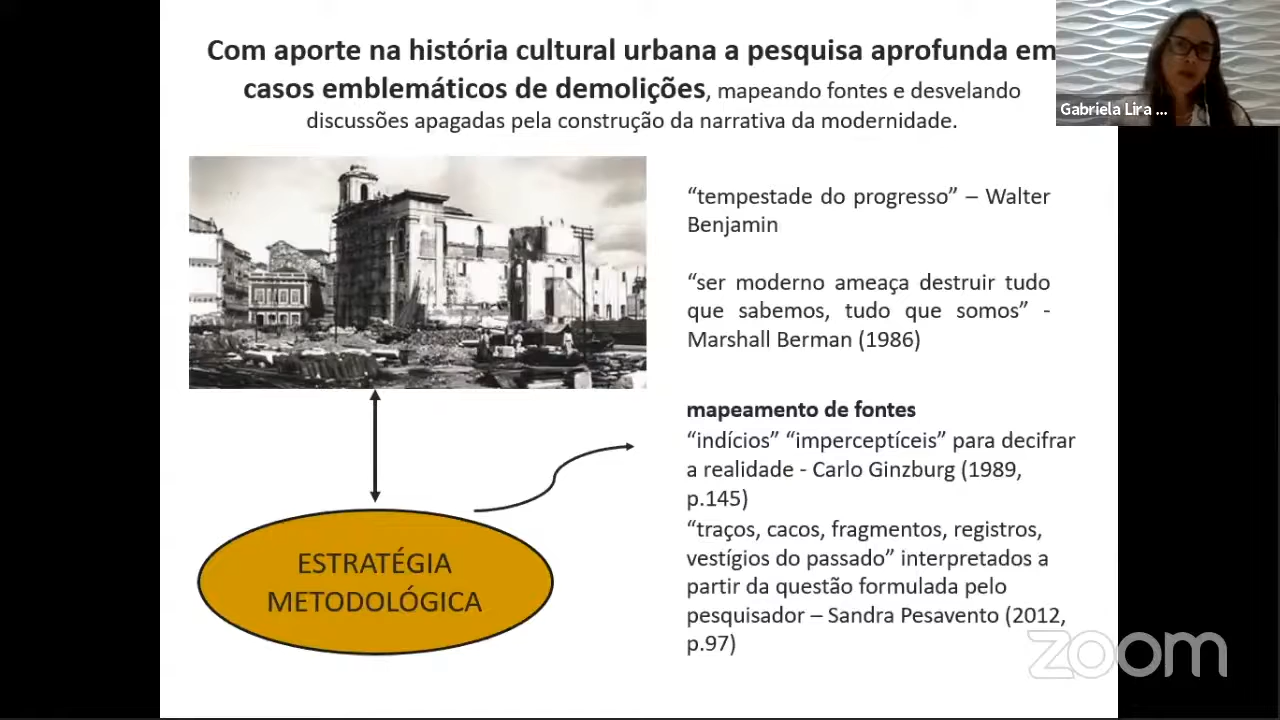 Com aporte na história cultural urbana a pesquisa aprofunda em
casos emblemáticos de demolições, mapeando fontes e desvelando
discussões apagadas pela construção da narrativa da modernidade.
Gabriela Lira ...
“tempestade do progresso” – Walter
Benjamin
“ser moderno ameaça destruir tudo
que sabemos, tudo que somos” -
Marshall Berman (1986)
mapeamento de fontes
“indícios” “imperceptíceis” para decifrar
a realidade - Carlo Ginzburg (1989,
p.145)
“traços, cacos, fragmentos, registros,
vestígios do passado” interpretados a
partir da questão formulada pelo
pesquisador – Sandra Pesavento (2012,
p.97)
ESTRATÉGIA
METODOLÓGICA
zoom